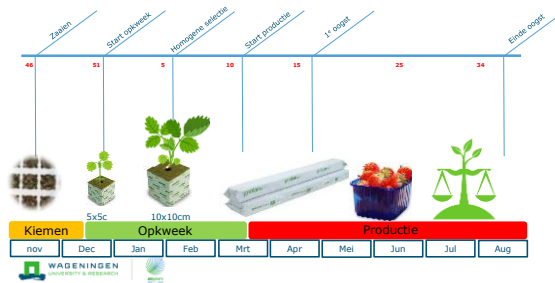 Zaaien
Start opkweek
Homogene selectie
Start productie
1e oogst
Einde oogst
46
51
5
10
15
25
34
5x5c
10x10cm
Kiemen
Opkweek
Productie
nov
Dec
Jan
Feb
Mrt
Apr
Mei
Jun
Jul
Aug
WAGENINGEN
UNIVERSITY & RESEARCH